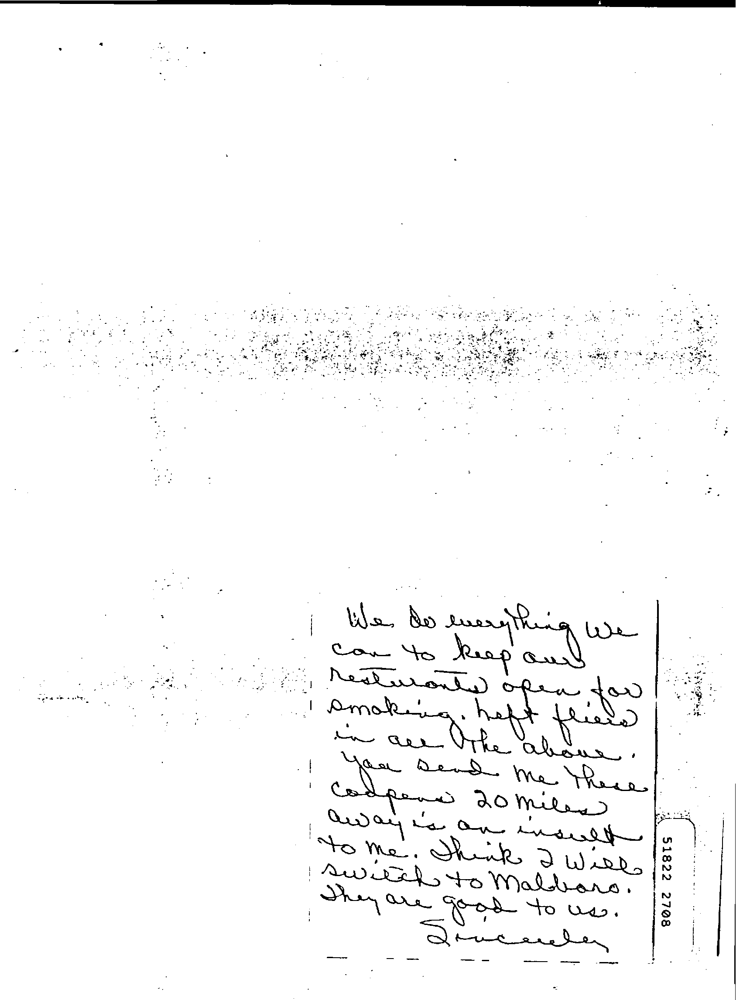 We do everything we
can to keep our
resturants open for
smoking. Left fliers
in all the above.
You send me these
coopens 20 miles
away is an insult
to me. Think I will
switch to Malboro.
They are good to us.
Sincerely
51822 2708